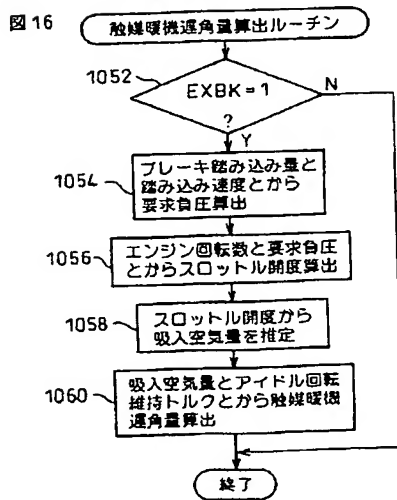 図16
触媒暖機遅角量算出ルーチン
1052
EXBK=1
?
N
Y
1054
ブレーキ踏み込み量と
踏み込み速度とから
要求負圧算出
1056
エンジン回転数と要求負圧
とからスロットル開度算出
1058
スロットル開度から
吸入空気量を推定
1060
吸入空気量とアイドル回転
維持トルクとから触媒暖機
遅角量算出
終了